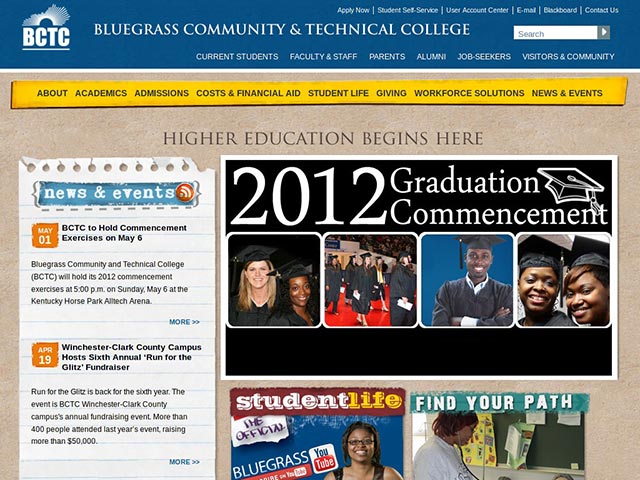 Apply Now | Student Self-Service | User Account Center | E-mail | Blackboard | Contact Us
BCTC
BLUEGRASS COMMUNITY & TECHNICAL COLLEGE
Search
CURRENT STUDENTS FACULTY & STAFF PARENTS ALUMNI JOB-SEEKERS VISITORS & COMMUNITY
ABOUT ACADEMICS ADMISSIONS COSTS & FINANCIAL AID STUDENT LIFE GIVING WORKFORCE SOLUTIONS NEWS & EVENTS
HIGHER EDUCATION BEGINS HERE
news & events
MAY
01
BCTC to Hold Commencement
Exercises on May 6
Bluegrass Community and Technical College
(BCTC) will hold its 2012 commencement
exercises at 5:00 p.m. on Sunday, May 6 at the
Kentucky Horse Park Alltech Arena.
MORE >>
APR
19
Winchester-Clark County Campus
Hosts Sixth Annual ‘Run for the
Glitz’ Fundraiser
Run for the Glitz is back for the sixth year. The
event is BCTC Winchester-Clark County
campus's annual fundraising event. More than
400 people attended last year's event, raising
more than $50,000.
MORE >>
2012 Graduation
Commencement
studentlife
THE
OFFICIAL
BLUEGRASS YouTube
FIND YOUR PATH